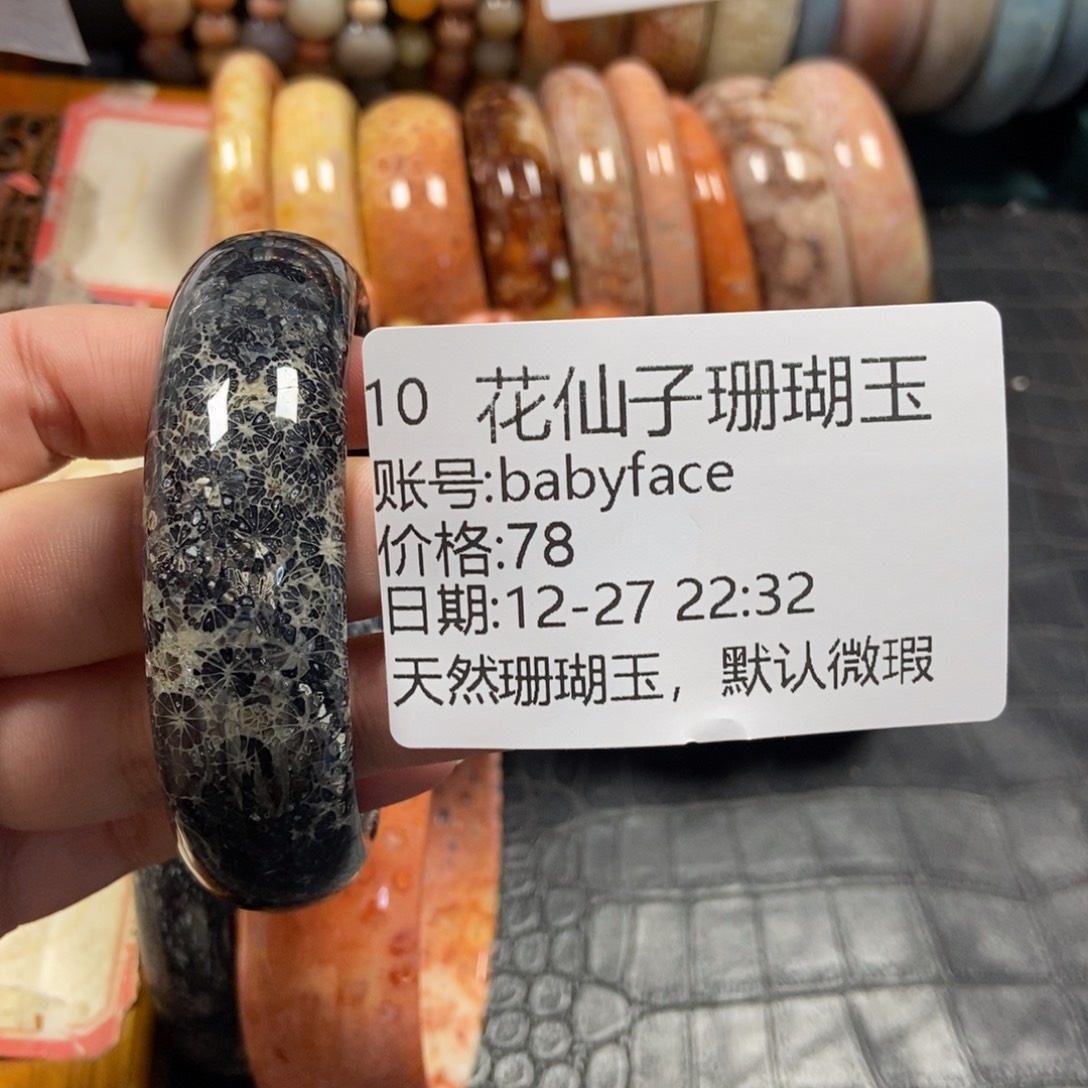 10 花仙子珊瑚玉
账号:babyface
价格:78
日期:12-27 22:32
天然珊瑚玉，默认微瑕